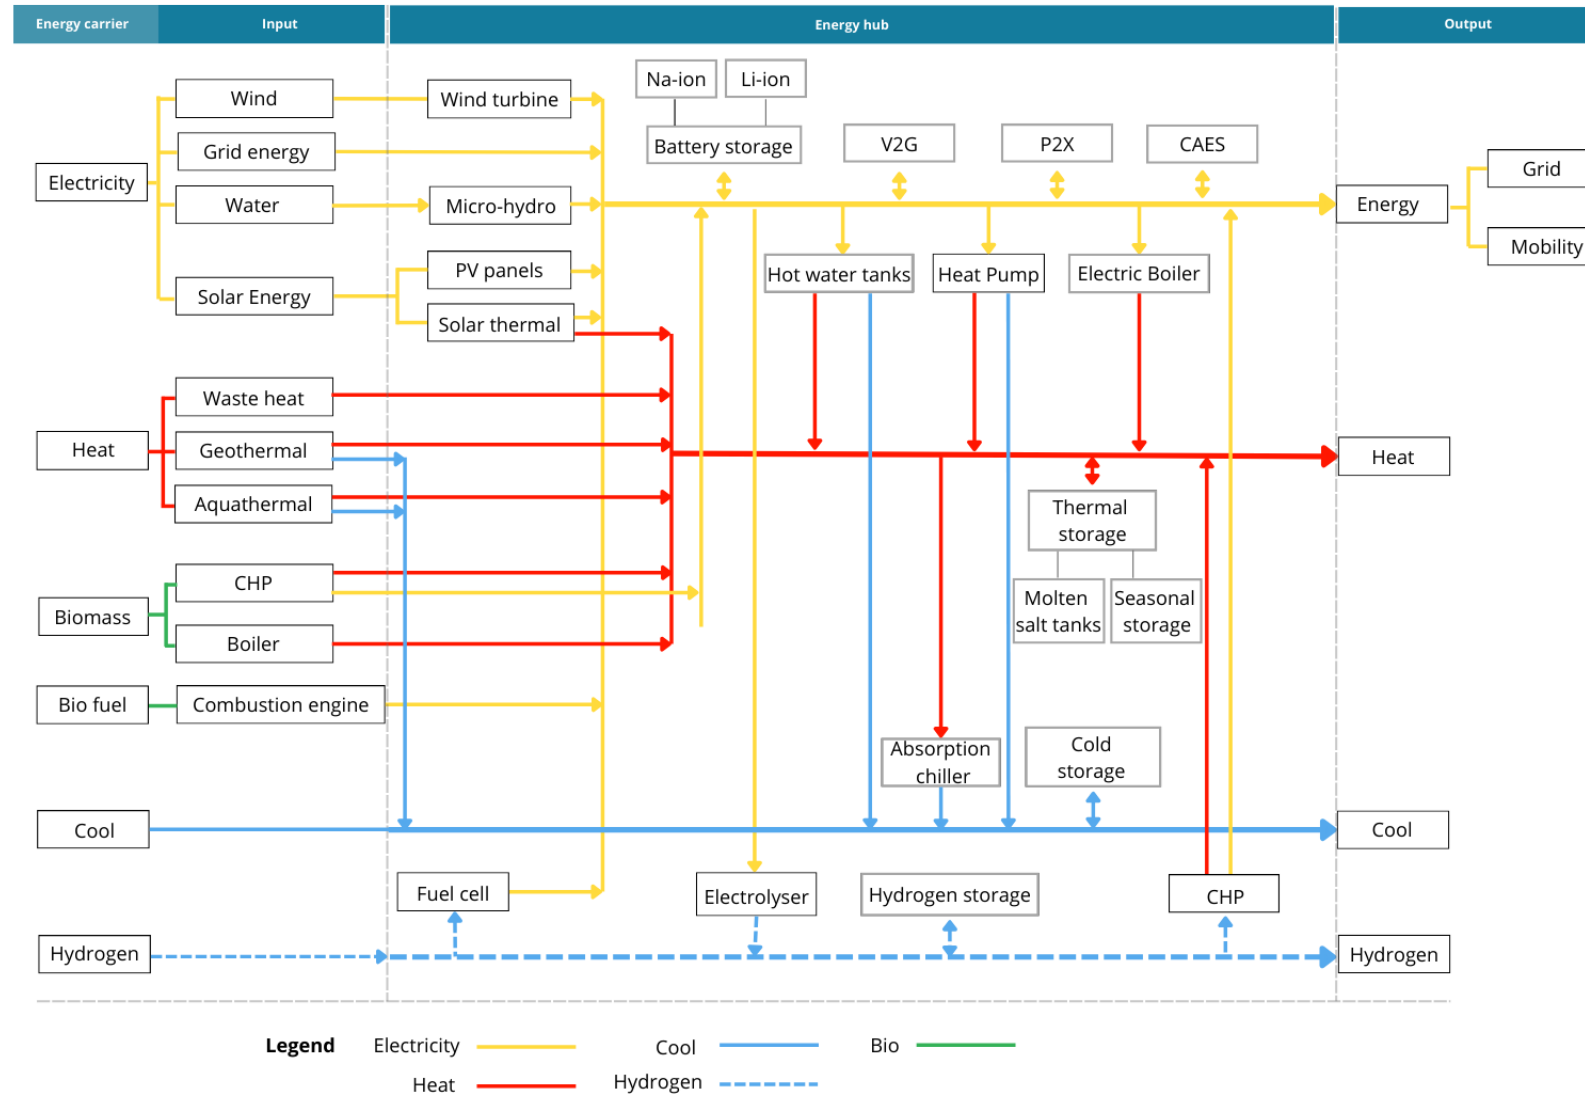 Energy carrier
Input
Energy hub
Output
Na-ion
Li-ion
Wind
Wind turbine
Battery storage
V2G
P2X
CAES
Grid energy
Grid
Electricity
Water
Micro-hydro
Energy
Mobility
Solar Energy
PV panels
Hot water tanks
Heat Pump
Electric Boiler
Solar thermal
Waste heat
Heat
Geothermal
Heat
Aquathermal
Thermal
storage
CHP
Biomass
Molten
salt tanks
Seasonal
storage
Boiler
Bio fuel
Combustion engine
Absorption
chiller
Cold
storage
Cool
Cool
Fuel cell
Electrolyser
Hydrogen storage
CHP
Hydrogen
Hydrogen
Legend
Electricity
Cool
Bio
Heat
Hydrogen